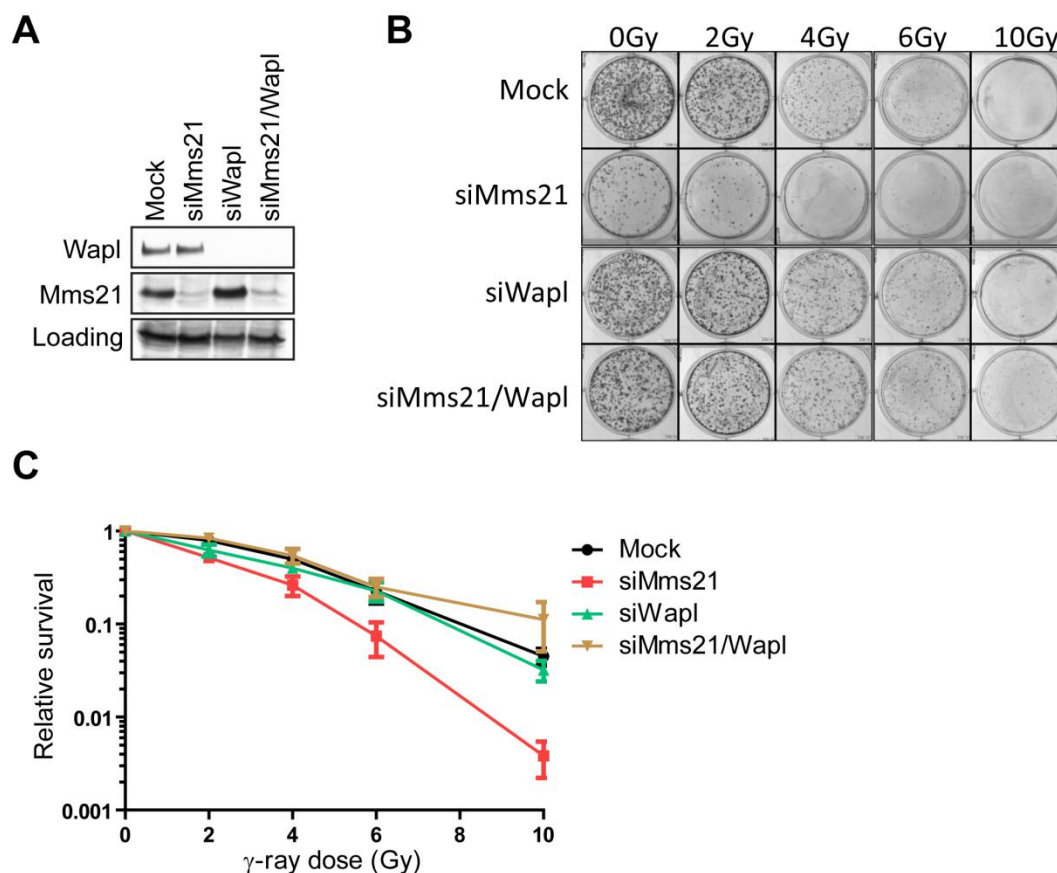 A
Mock
siMms21
siWapl
siMms21/Wapl
Wapl
Mms21
Loading
B
0Gy 2Gy 4Gy 6Gy 10Gy
Mock
siMms21
siWapl
siMms21/Wapl
C
Relative survival
1
0.1
0.01
0.001
0 2 4 6 8 10
γ-ray dose (Gy)
Mock
siMms21
siWapl
siMms21/Wapl